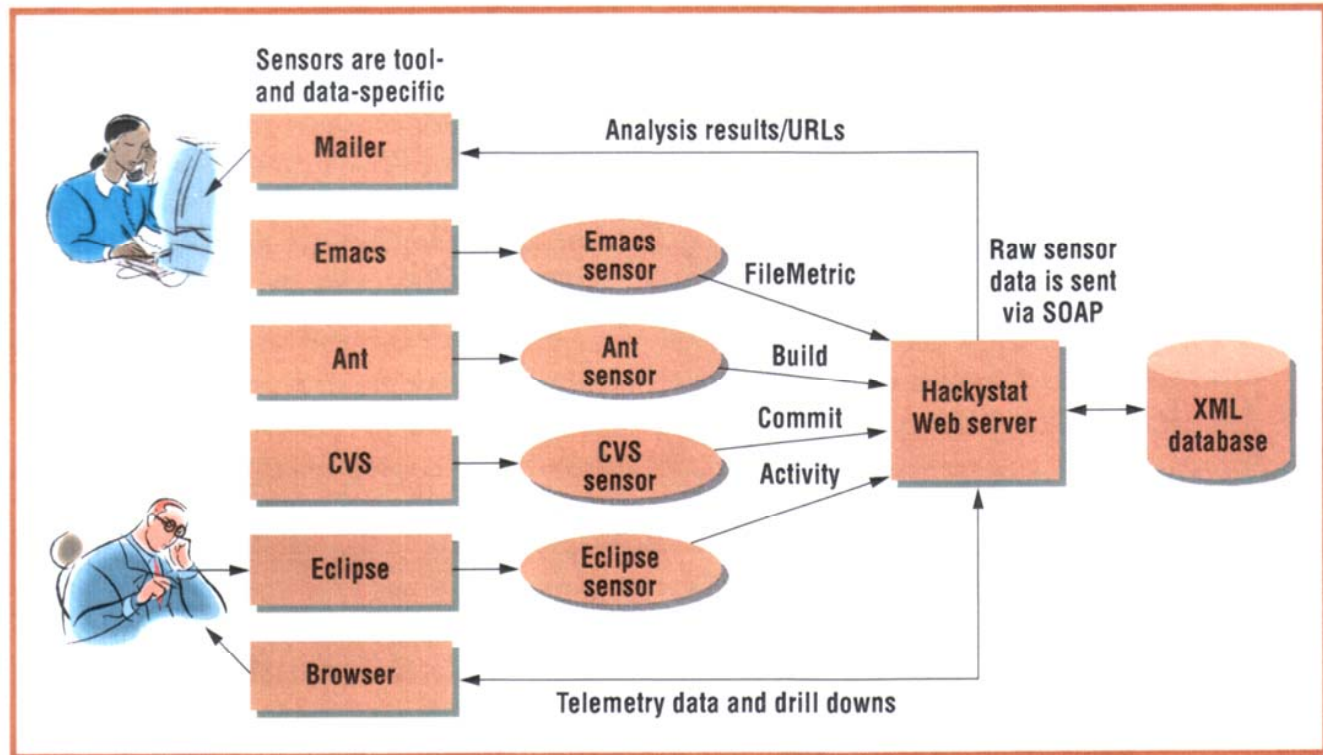 Sensors are tool-
and data-specific
Mailer
Analysis results/URLs
Emacs
Emacs
sensor
FileMetric
Raw sensor
data is sent
via SOAP
Ant
Ant
sensor
Build
Hackystat
Web server
XML
database
CVS
CVS
sensor
Commit
Activity
Eclipse
Eclipse
sensor
Browser
Telemetry data and drill downs